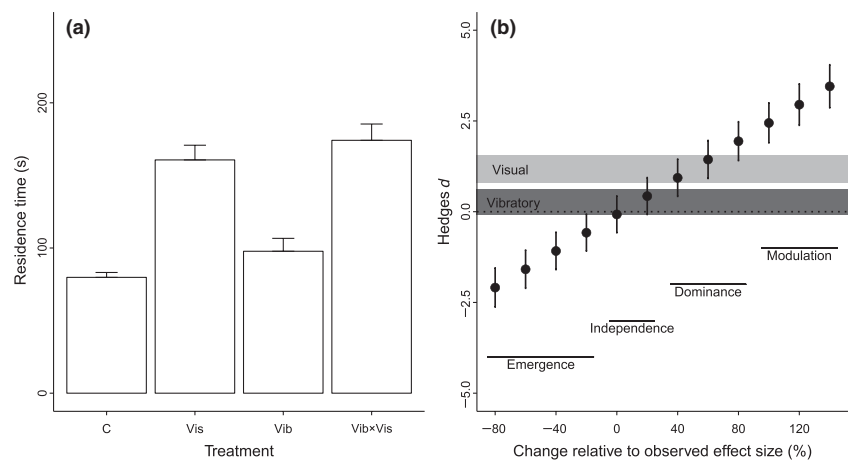 (a)
Residence time (s)
200
100
0
C Vis Vib Vib×Vis
Treatment
(b)
Hedges d
5.0
2.5
0.0
−2.5
−5.0
Visual
Vibratory
Modulation
Dominance
Independence
Emergence
−80 −40 0 40 80 120
Change relative to observed effect size (%)